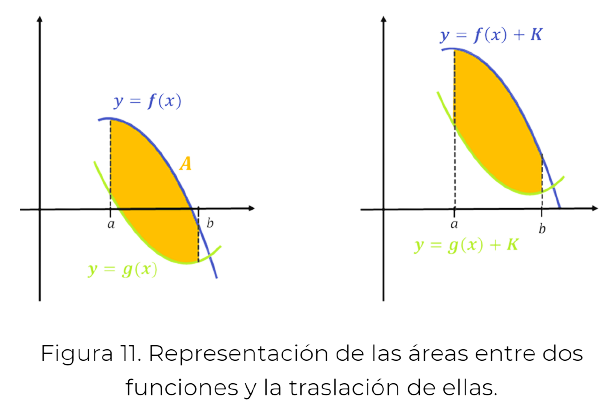 y = f(x) + K
y = f(x)
A
a
b
a
b
y = g(x)
y = g(x) + K
Figura 11. Representación de las áreas entre dos
funciones y la traslación de ellas.